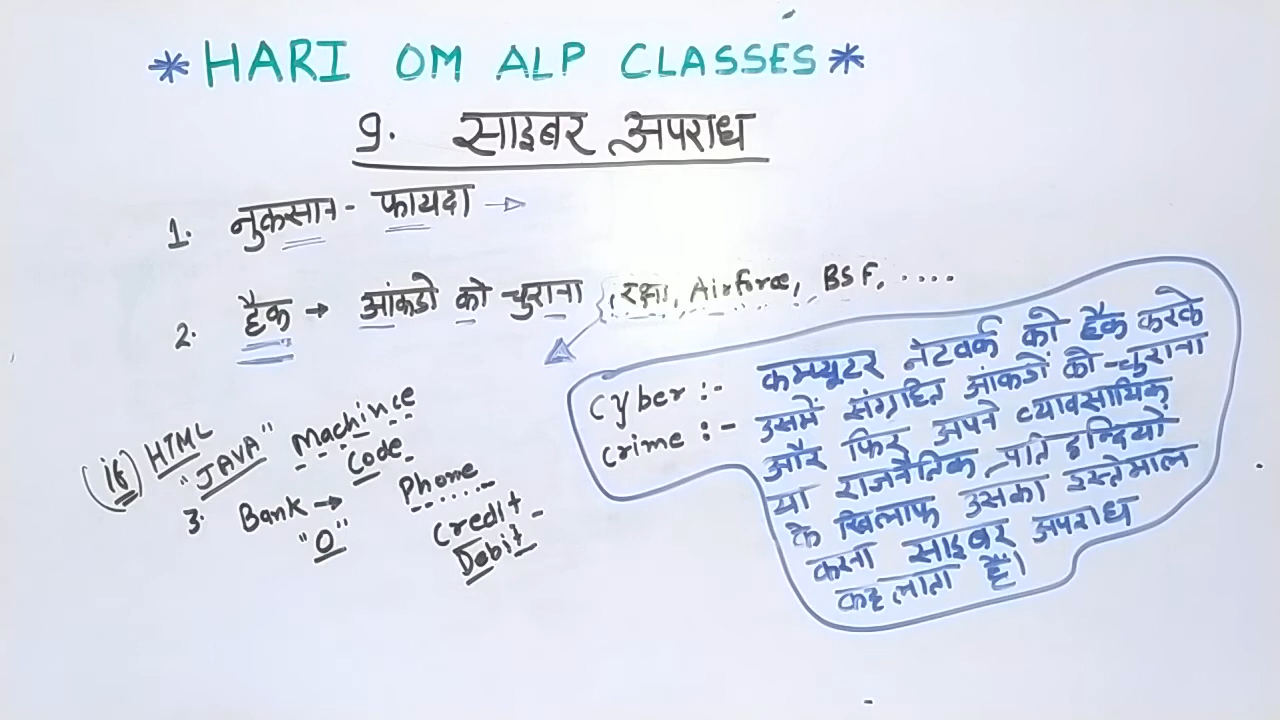 * HARI OM ALP CLASSES *
9. साइबर अपराध
1. नुकसान - फायदा →
2. हैक → आंकडो को चुराना { रक्षा, Airforce, BSF, ....
(16) HTML
"JAVA" Machince
Code
3. Bank → Phone
"0" Credit -
Debit -
Cyber :- कम्प्यूटर नेटवर्क को हैक करके
crime :- उसमें संग्रहित आंकडों को चुराना
और फिर अपने व्यावसायिक
या राजनैतिक प्रति द्वन्दियों
के खिलाफ उसका इस्तेमाल
करना साइबर अपराध
कहलाता है।